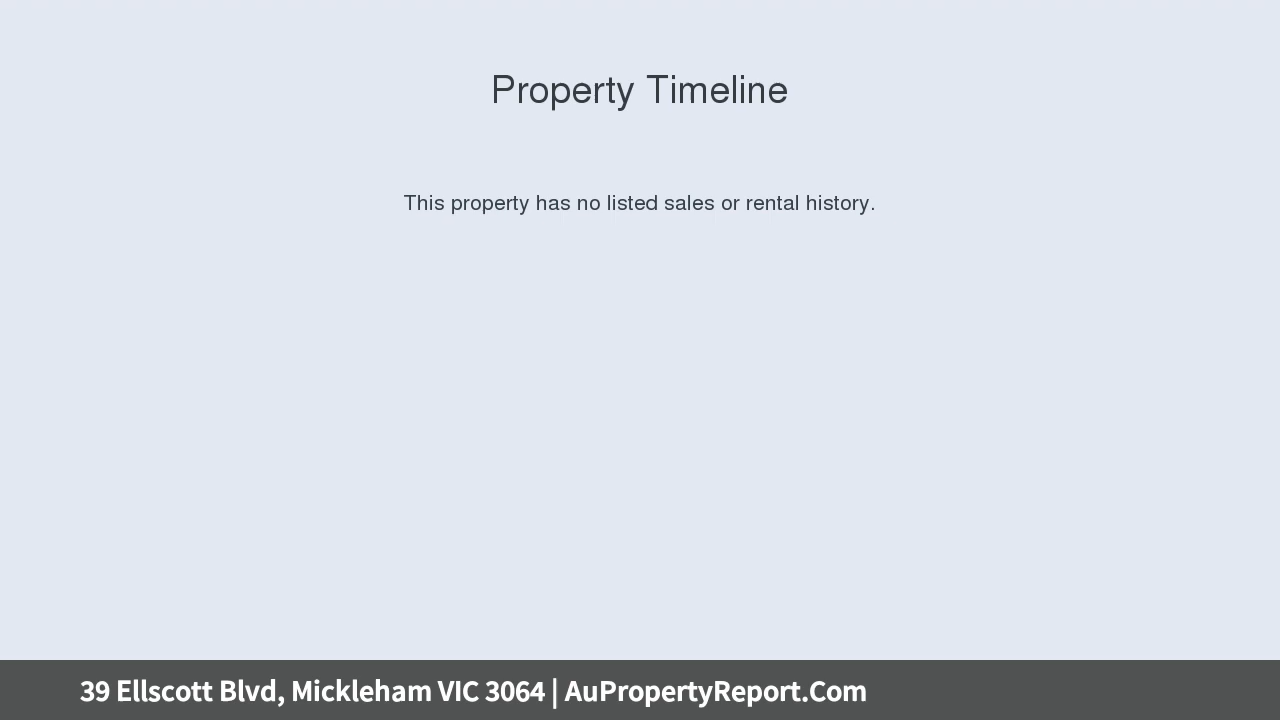 Property Timeline
This property has no listed sales or rental history.
39 Ellscott Blvd, Mickleham VIC 3064 | AuPropertyReport.Com